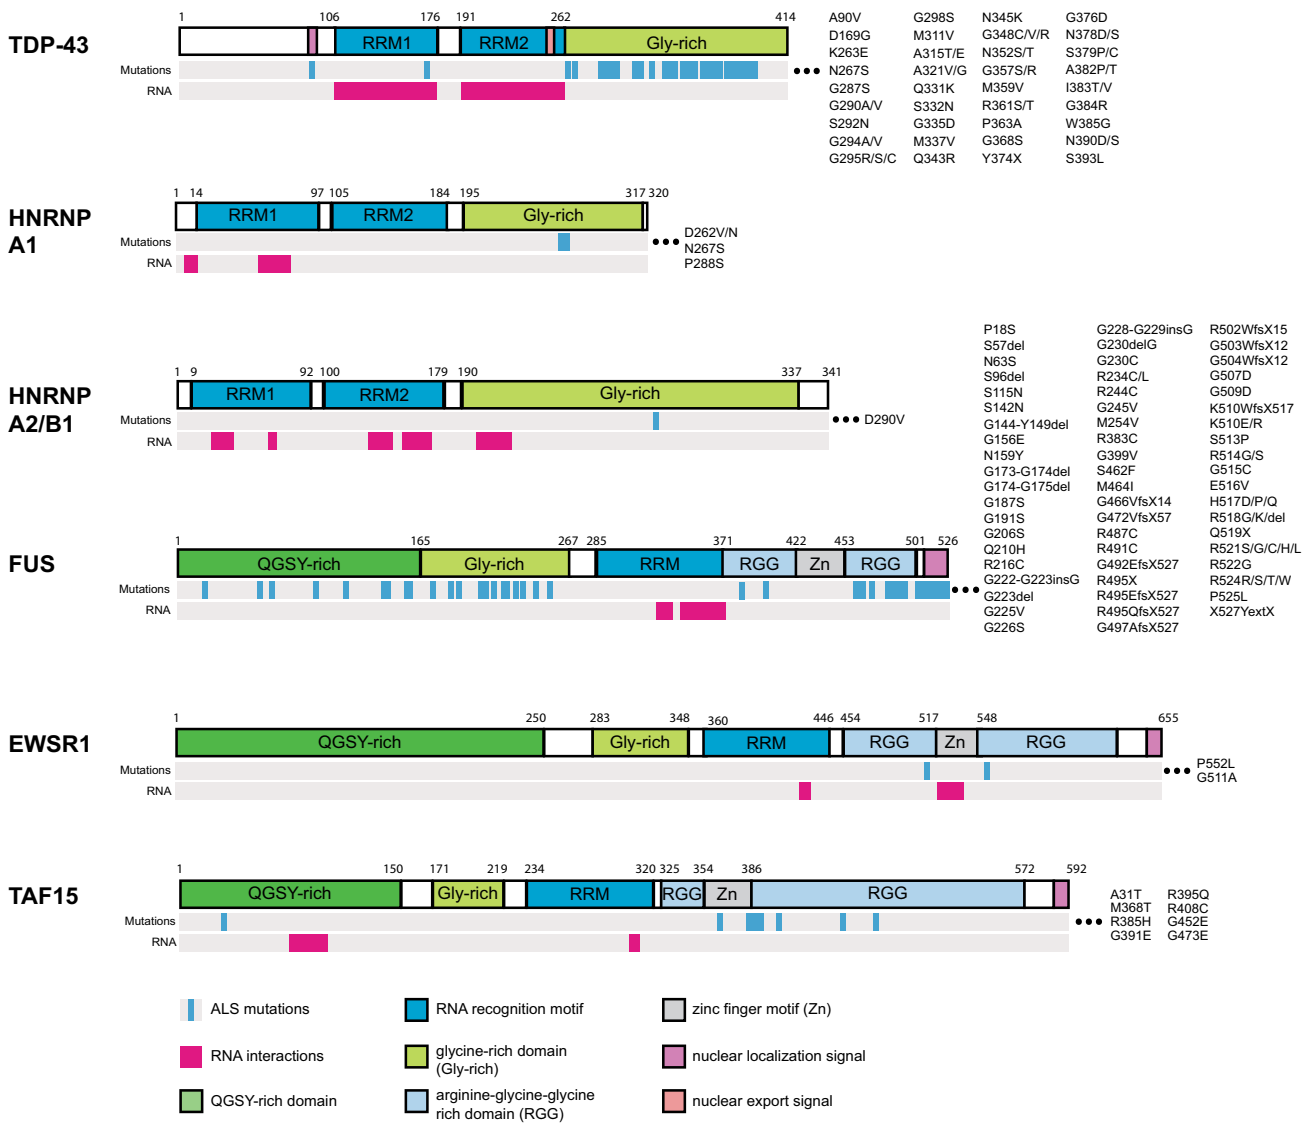 1 106 176 191 262 414
TDP-43
RRM1 RRM2 Gly-rich
Mutations
RNA
A90V G298S N345K G376D
D169G M311V G348C/V/R N378D/S
K263E A315T/E N352S/T S379P/C
N267S A321V/G G357S/R A382P/T
G287S Q331K M359V I383T/V
G290A/V S332N R361S/T G384R
S292N G335D P363A W385G
G294A/V M337V G368S N390D/S
G295R/S/C Q343R Y374X S393L
1 14 97 105 184 195 317 320
HNRNP
A1
RRM1 RRM2 Gly-rich
Mutations
RNA
D262V/N
N267S
P288S
1 9 92 100 179 190 337 341
HNRNP
A2/B1
RRM1 RRM2 Gly-rich
Mutations
RNA
D290V
P18S G228-G229insG R502WfsX15
S57del G230delG G503WfsX12
N63S G230C G504WfsX12
S96del R234C/L G507D
S115N R244C G509D
S142N G245V K510WfsX517
G144-Y149del M254V K510E/R
G156E R383C S513P
N159Y G399V R514G/S
G173-G174del S462F G515C
G174-G175del M464I E516V
G187S G466VfsX14 H517D/P/Q
G191S G472VfsX57 R518G/K/del
G206S R487C Q519X
Q210H R491C R521S/G/C/H/L
R216C G492EfsX527 R522G
G222-G223insG R495X R524R/S/T/W
G223del R495EfsX527 P525L
G225V R495QfsX527 X527YextX
G226S G497AfsX527
1 165 267 285 371 422 453 501 526
FUS
QGSY-rich Gly-rich RRM RGG Zn RGG
Mutations
RNA
1 250 283 348 360 446 454 517 548 655
EWSR1
QGSY-rich Gly-rich RRM RGG Zn RGG
Mutations
RNA
P552L
G511A
1 150 171 219 234 320 325 354 386 572 592
TAF15
QGSY-rich Gly-rich RRM RGG Zn RGG
Mutations
RNA
A31T R395Q
M368T R408C
R385H G452E
G391E G473E
ALS mutations
RNA interactions
QGSY-rich domain
RNA recognition motif
glycine-rich domain
(Gly-rich)
arginine-glycine-glycine
rich domain (RGG)
zinc finger motif (Zn)
nuclear localization signal
nuclear export signal